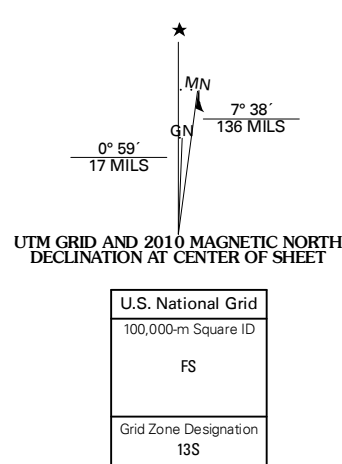 ★
MN
7° 38´
136 MILS
GN
0° 59´
17 MILS
UTM GRID AND 2010 MAGNETIC NORTH
DECLINATION AT CENTER OF SHEET
U.S. National Grid
100,000-m Square ID
FS
Grid Zone Designation
13S